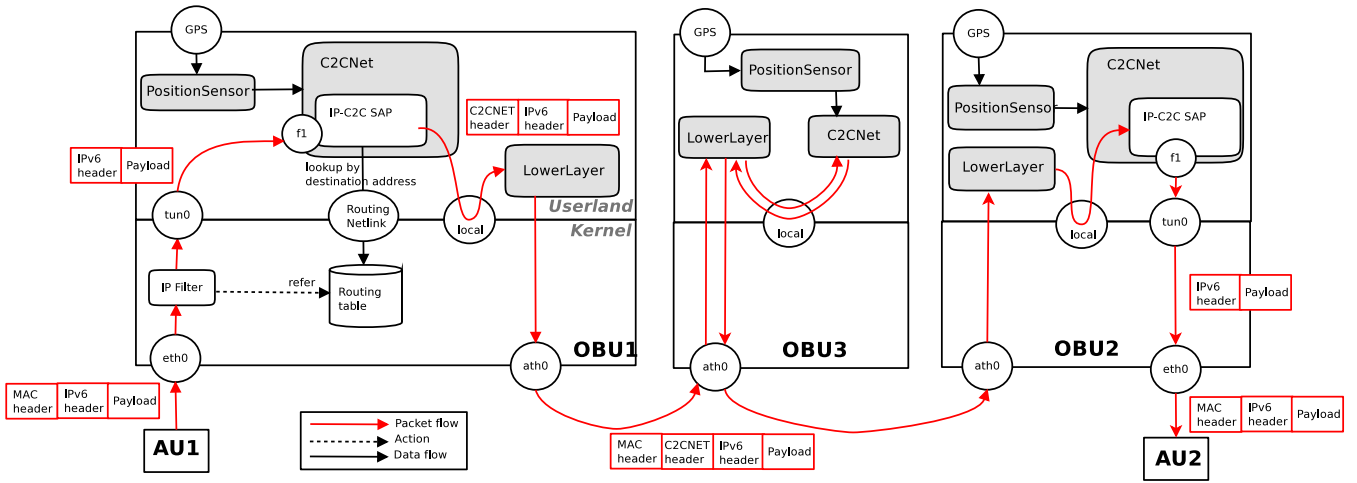 GPS
C2CNet
PositionSensor
IP-C2C SAP
f1
C2CNET
header
IPv6
header
Payload
IPv6
header
Payload
lookup by
destination address
LowerLayer
tun0
Routing
Netlink
local
Userland
Kernel
IP Filter
refer
Routing
table
eth0
ath0
OBU1
MAC
header
IPv6
header
Payload
AU1
Packet flow
Action
Data flow
GPS
PositionSensor
LowerLayer
C2CNet
local
ath0
OBU3
MAC
header
C2CNET
header
IPv6
header
Payload
GPS
C2CNet
PositionSensor
IP-C2C SAP
f1
LowerLayer
local
tun0
IPv6
header
Payload
OBU2
ath0
eth0
MAC
header
IPv6
header
Payload
AU2